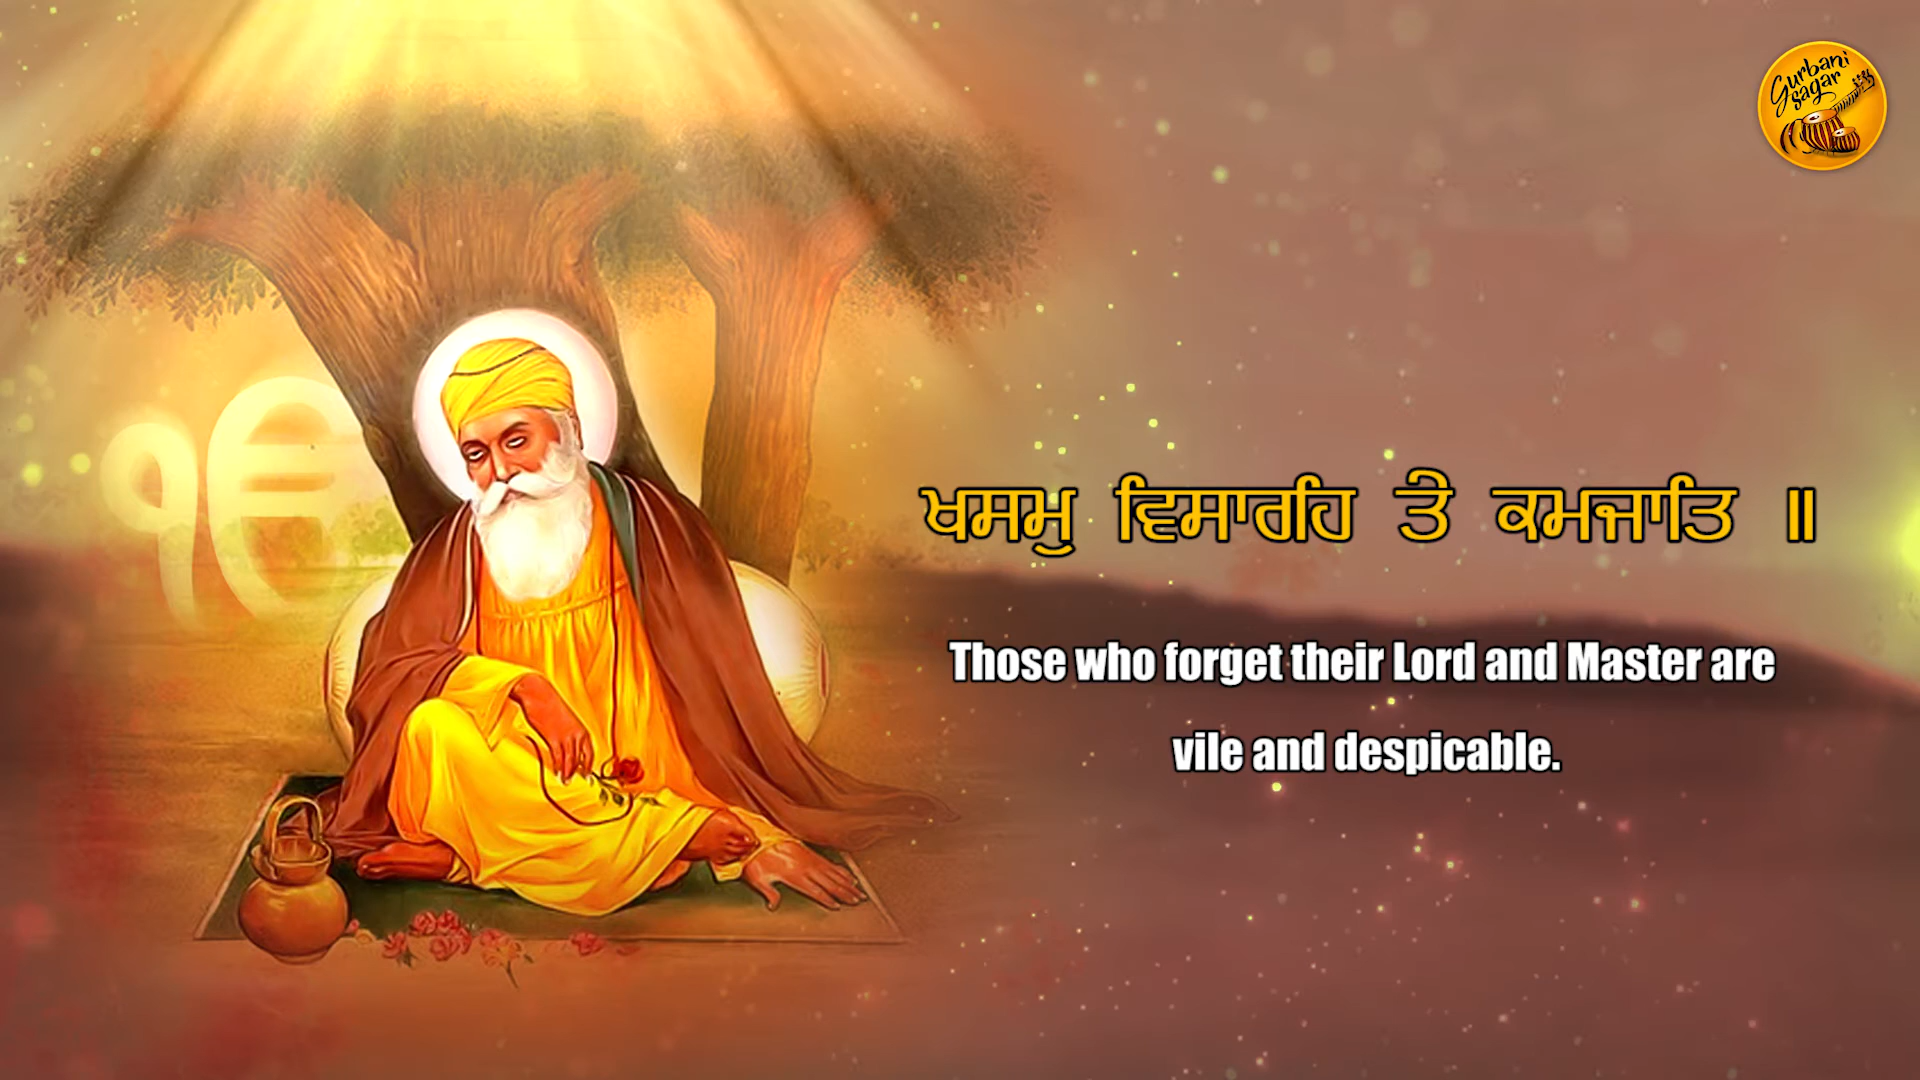 Gurbani
Sagar
ੴ
ਖਸਮੁ ਵਿਸਾਰਹਿ ਤੇ ਕਮਜਾਤਿ ॥
Those who forget their Lord and Master are
vile and despicable.